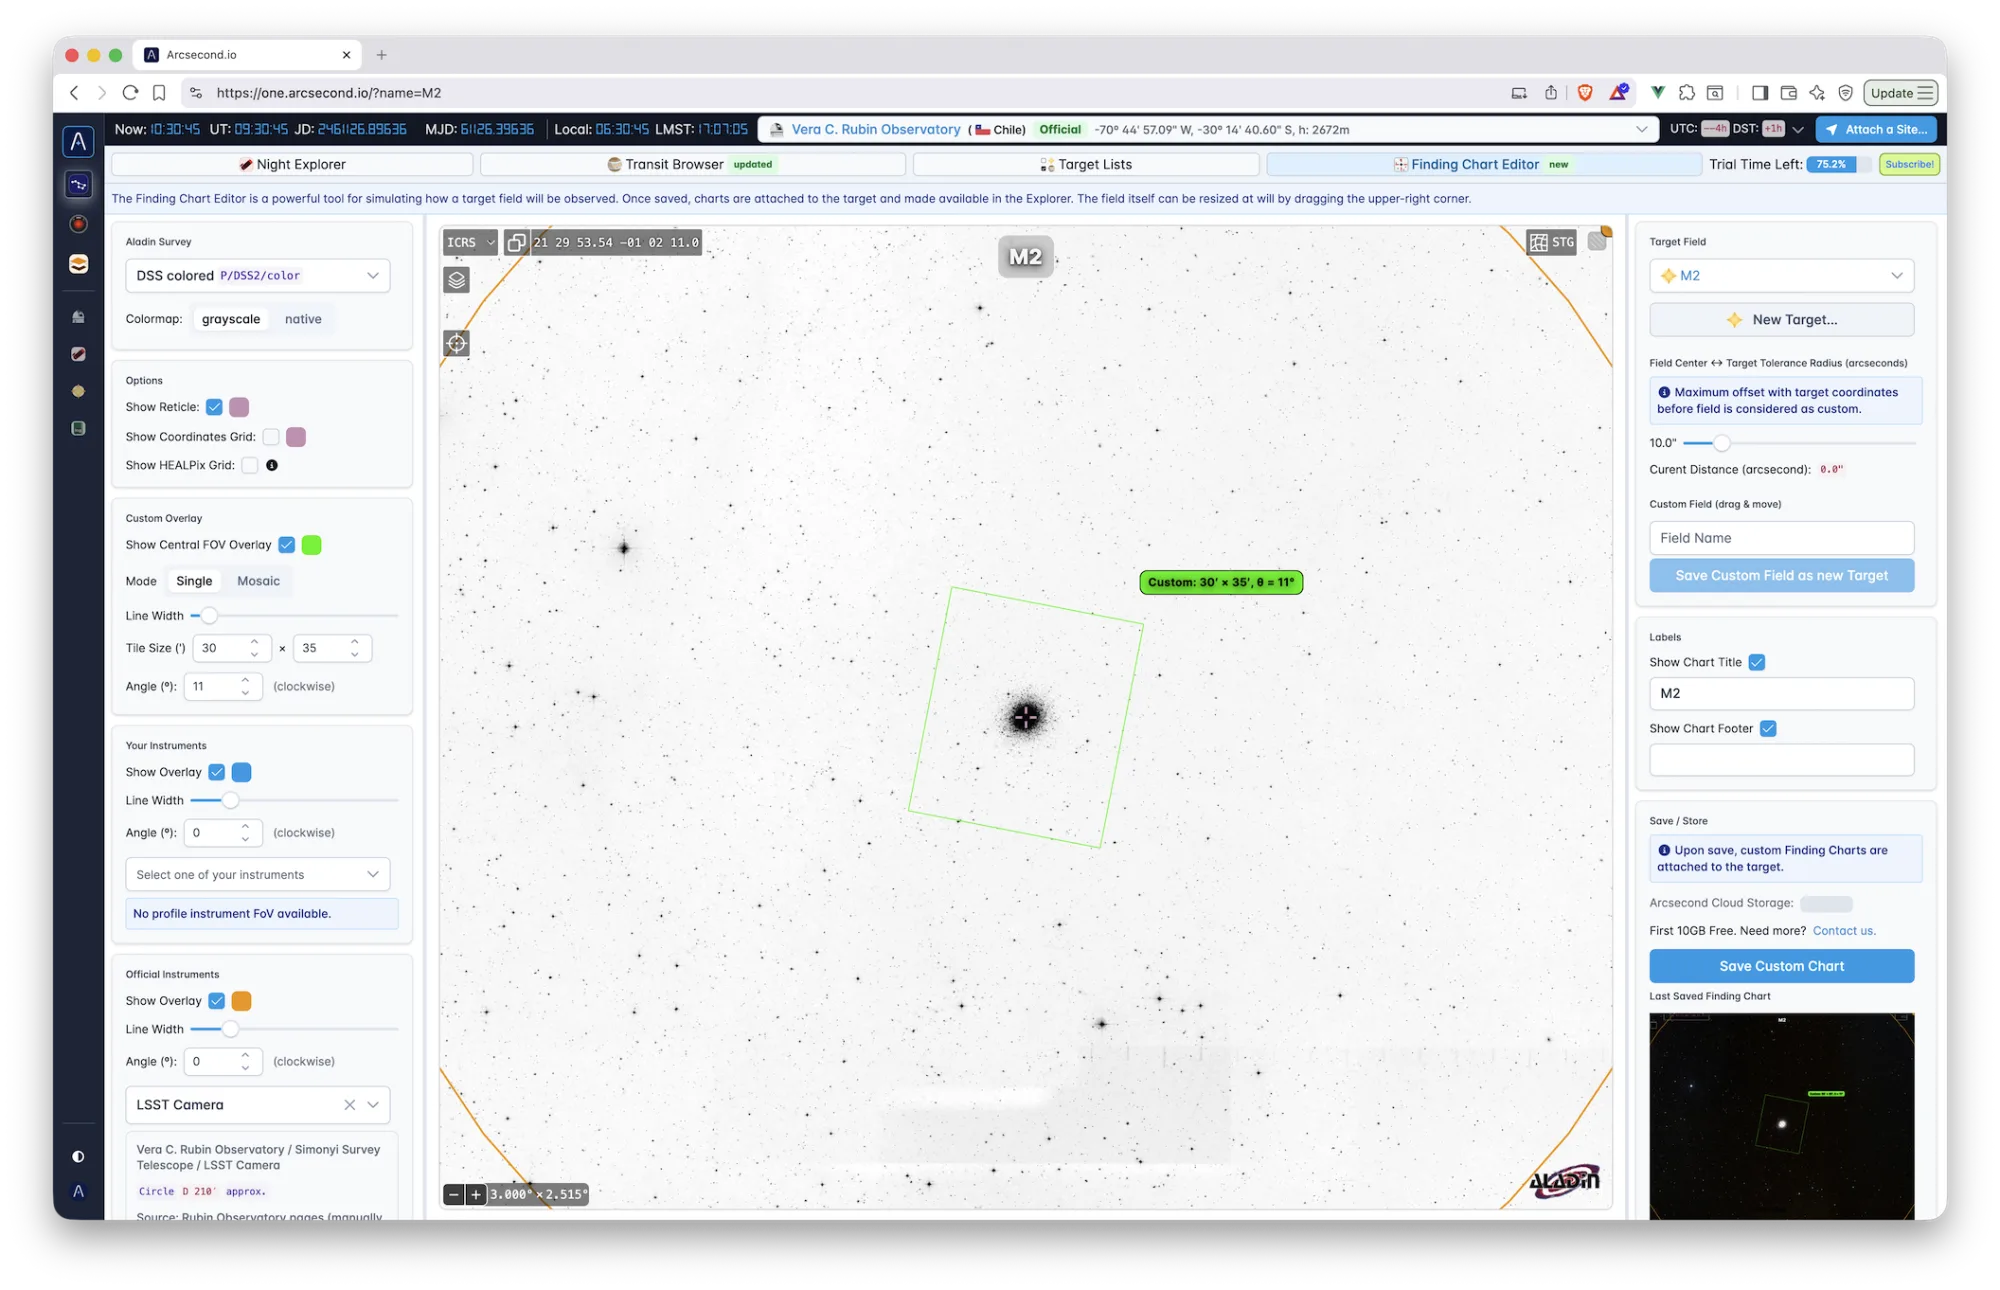 Arcsecond.io
https://one.arcsecond.io/?name=M2
Update
Now: 10:30:45 UT: 09:30:45 JD: 2461126.89636 MJD: 61126.39636 Local: 06:30:45 LMST: 17:07:05
Vera C. Rubin Observatory ( Chile) Official -70° 44' 57.09" W, -30° 14' 40.60" S, h: 2672m
UTC: −4h DST: +1h
Attach a Site...
Night Explorer
Transit Browser updated
Target Lists
Finding Chart Editor new
Trial Time Left: 75.2%
Subscribe!
The Finding Chart Editor is a powerful tool for simulating how a target field will be observed. Once saved, charts are attached to the target and made available in the Explorer. The field itself can be resized at will by dragging the upper-right corner.
Aladin Survey
DSS colored P/DSS2/color
Colormap: grayscale native
Options
Show Reticle:
Show Coordinates Grid:
Show HEALPix Grid:
Custom Overlay
Show Central FOV Overlay
Mode Single Mosaic
Line Width
Tile Size (') 30 × 35
Angle (º): 11 (clockwise)
Your Instruments
Show Overlay
Line Width
Angle (º): 0 (clockwise)
Select one of your instruments
No profile instrument FoV available.
Official Instruments
Show Overlay
Line Width
Angle (º): 0 (clockwise)
LSST Camera
Vera C. Rubin Observatory / Simonyi Survey
Telescope / LSST Camera
Circle D 210' approx.
Source: Rubin Observatory pages (manually
ICRS 21 29 53.54 −01 02 11.0
M2
STG
Custom: 30' × 35', θ = 11°
3.000° × 2.515°
ALADIN
Target Field
M2
New Target...
Field Center ↔ Target Tolerance Radius (arcseconds)
Maximum offset with target coordinates
before field is considered as custom.
10.0"
Curent Distance (arcsecond): 0.0"
Custom Field (drag & move)
Field Name
Save Custom Field as new Target
Labels
Show Chart Title
M2
Show Chart Footer
Save / Store
Upon save, custom Finding Charts are
attached to the target.
Arcsecond Cloud Storage:
First 10GB Free. Need more? Contact us.
Save Custom Chart
Last Saved Finding Chart
M2